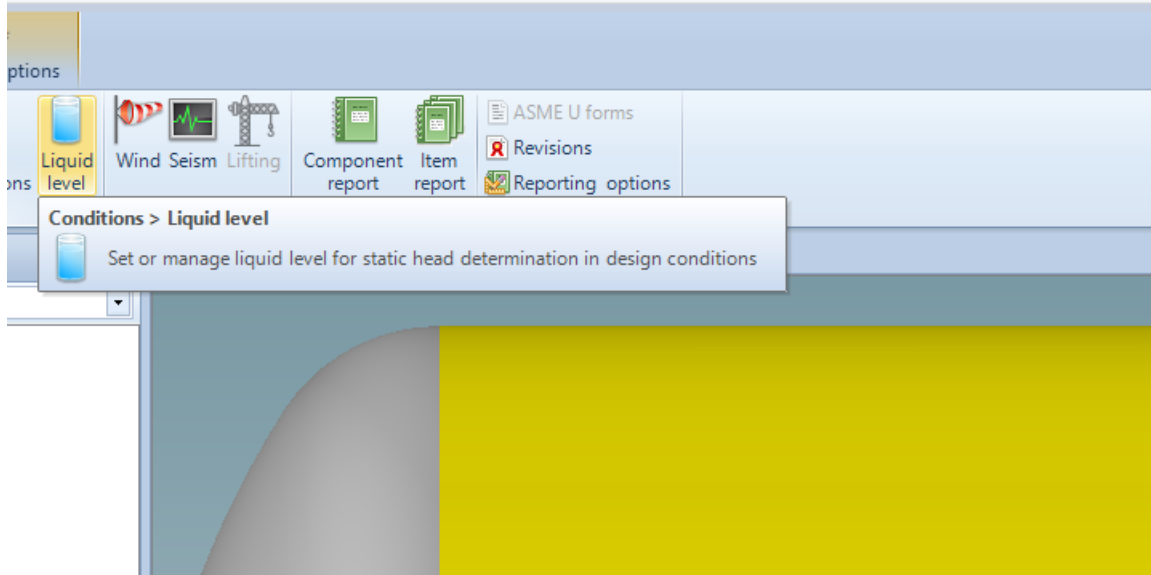 ptions
Liquid
level
ons
Wind Seism Lifting
Component
report
Item
report
ASME U forms
Revisions
Reporting options
Conditions > Liquid level
Set or manage liquid level for static head determination in design conditions